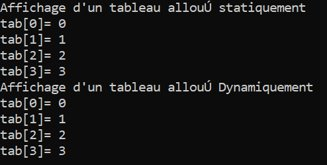 Affichage d'un tableau allouÚ statiquement
tab[0]= 0
tab[1]= 1
tab[2]= 2
tab[3]= 3
Affichage d'un tableau allouÚ Dynamiquement
tab[0]= 0
tab[1]= 1
tab[2]= 2
tab[3]= 3